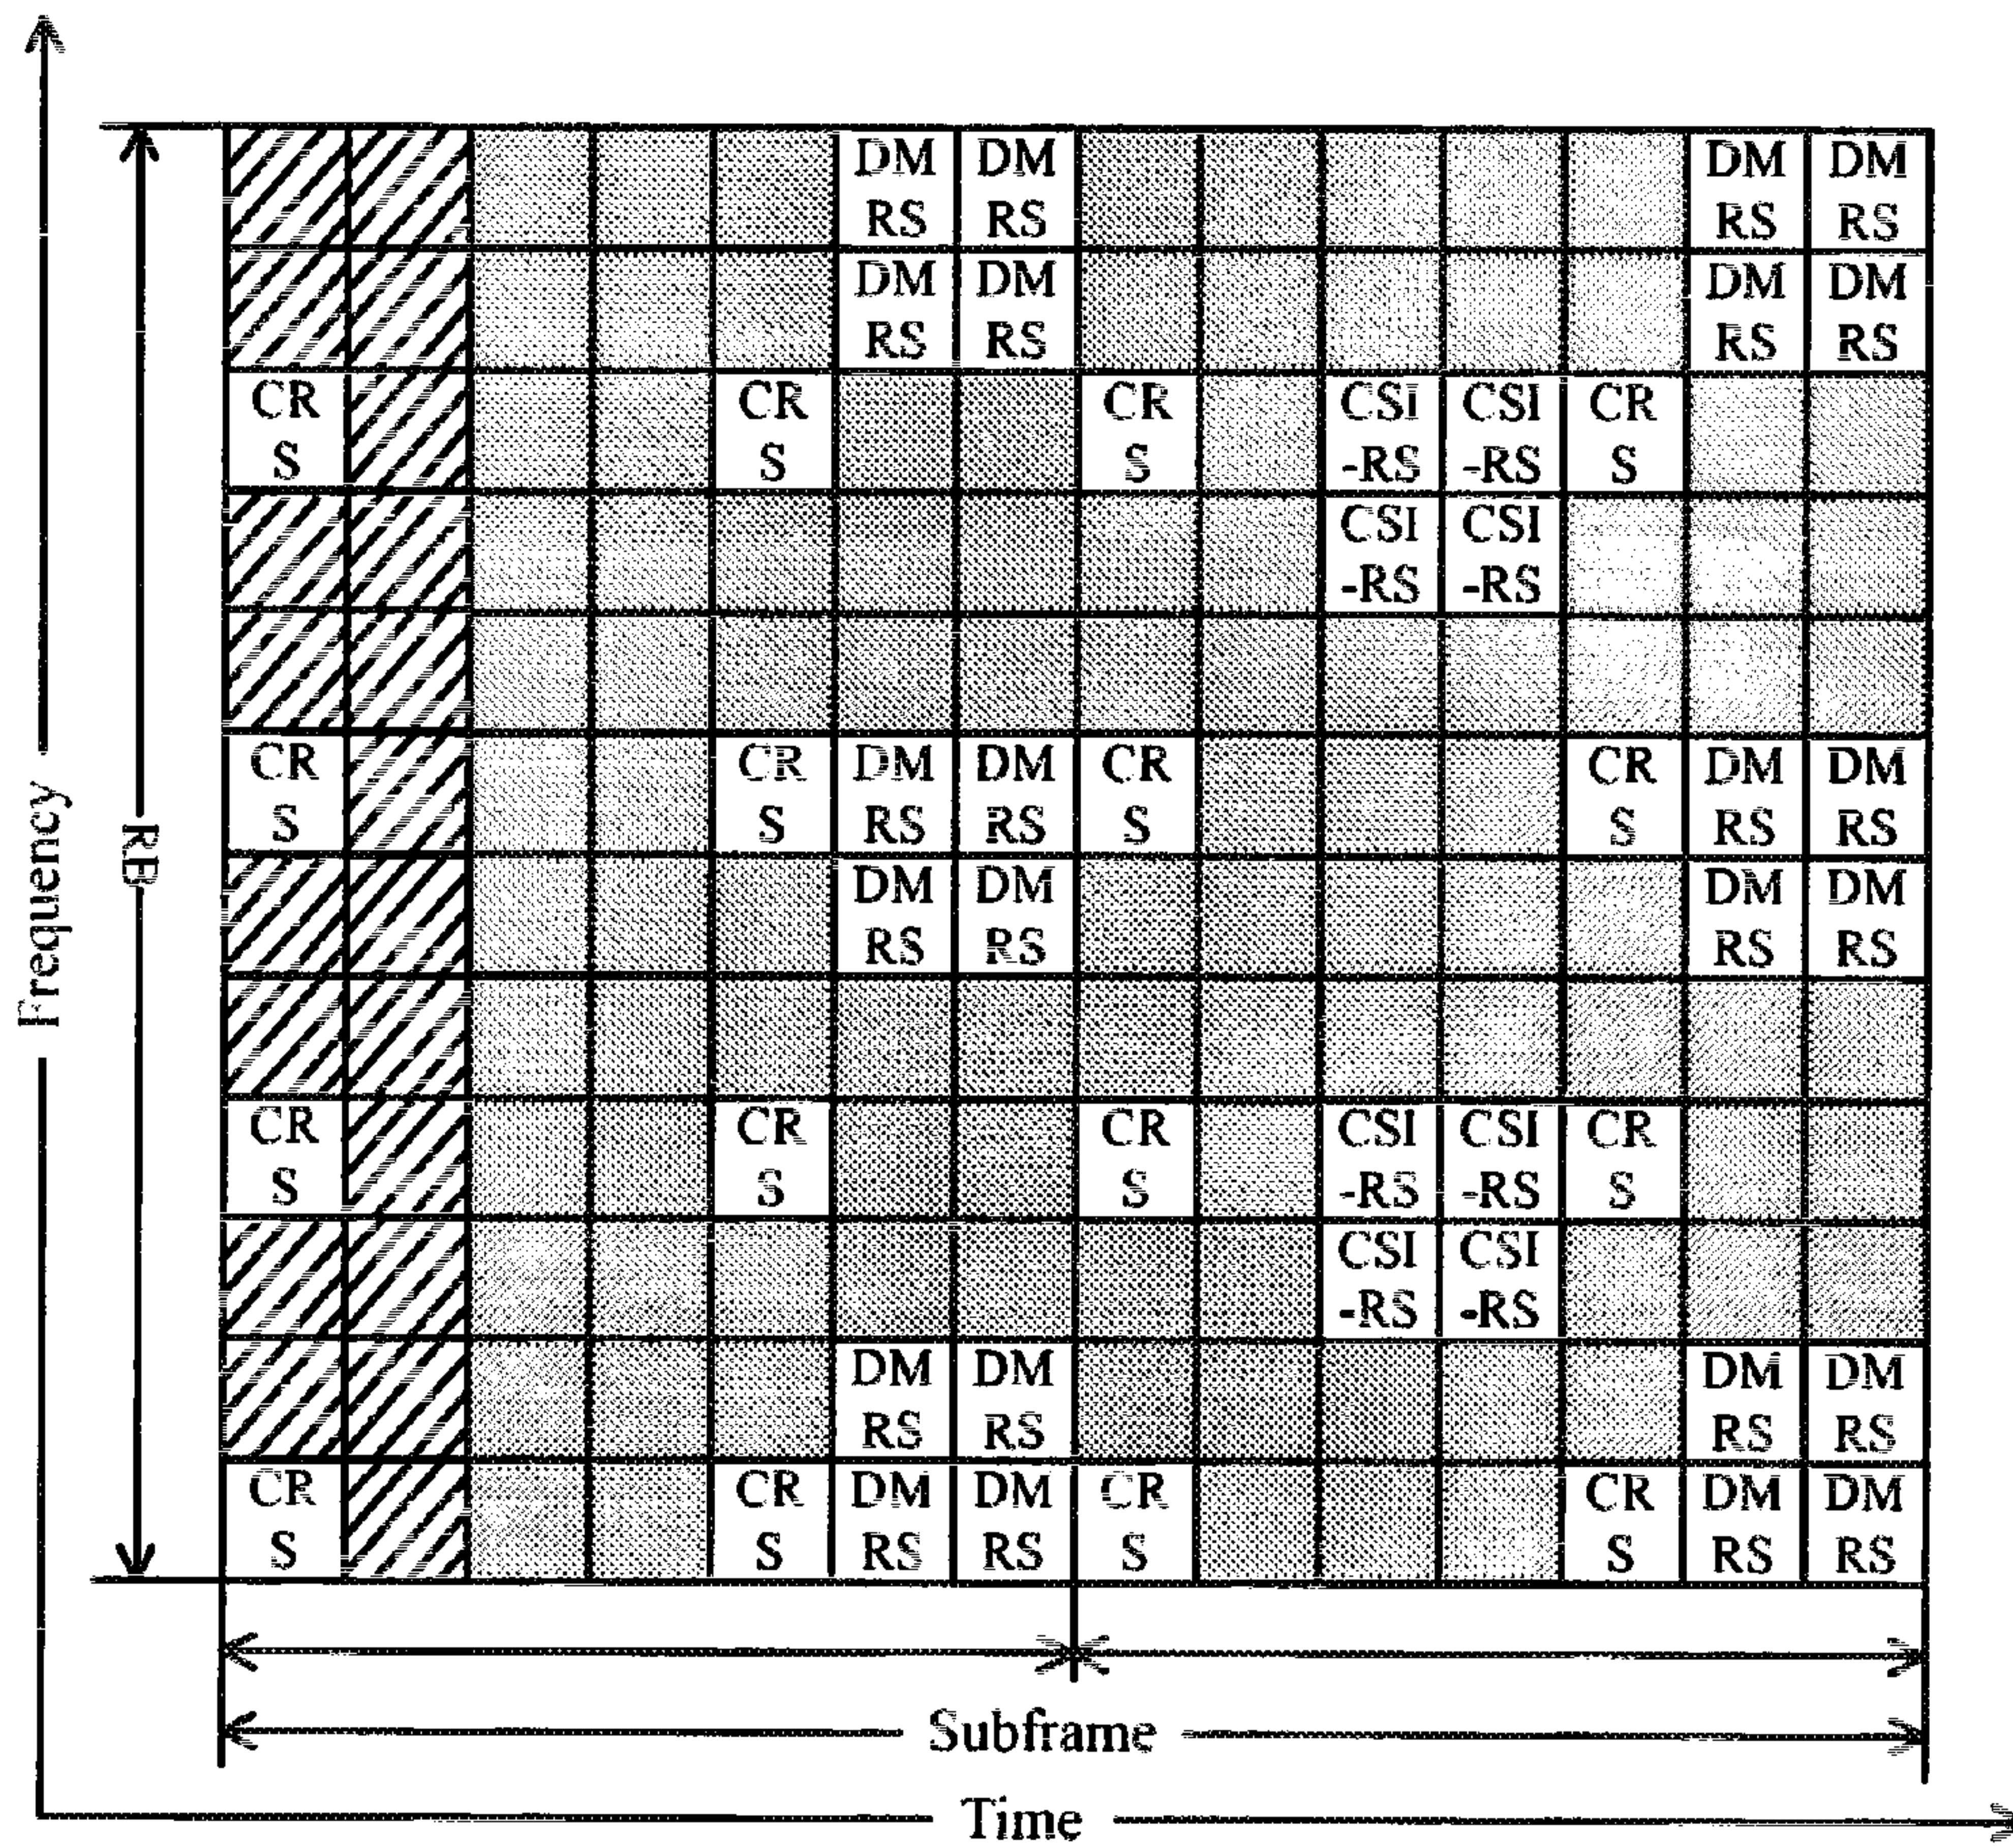 DM DM DM DM
RS RS RS RS
DM DM DM DM
RS RS RS RS
CR CR CR CSI CSI CR
S S S -RS -RS S
CSI CSI
-RS -RS
CR CR DM DM CR CR DM DM
S S RS RS S S RS RS
DM DM DM DM
RS RS RS RS
CR CR CR CSI CSI CR
S S S -RS -RS S
CSI CSI
-RS -RS
DM DM DM DM
RS RS RS RS
CR CR DM DM CR CR DM DM
S S RS RS S S RS RS
Frequency
RB
Subframe
Time